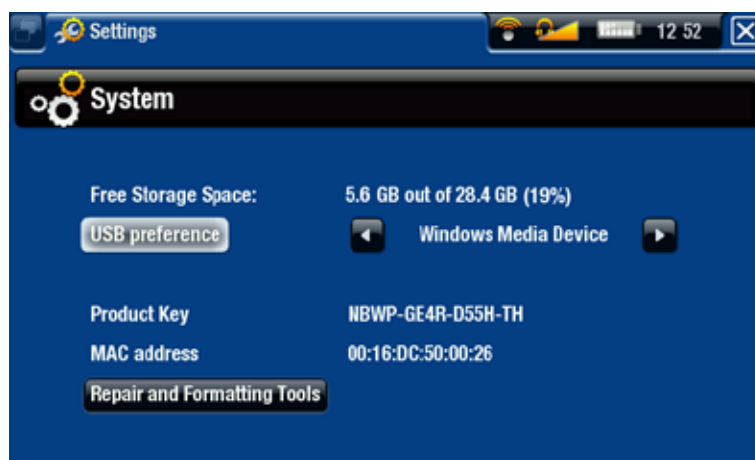 Settings 12 52
System
Free Storage Space: 5.6 GB out of 28.4 GB (19%)
USB preference Windows Media Device
Product Key NBWP-GE4R-D55H-TH
MAC address 00:16:DC:50:00:26
Repair and Formatting Tools